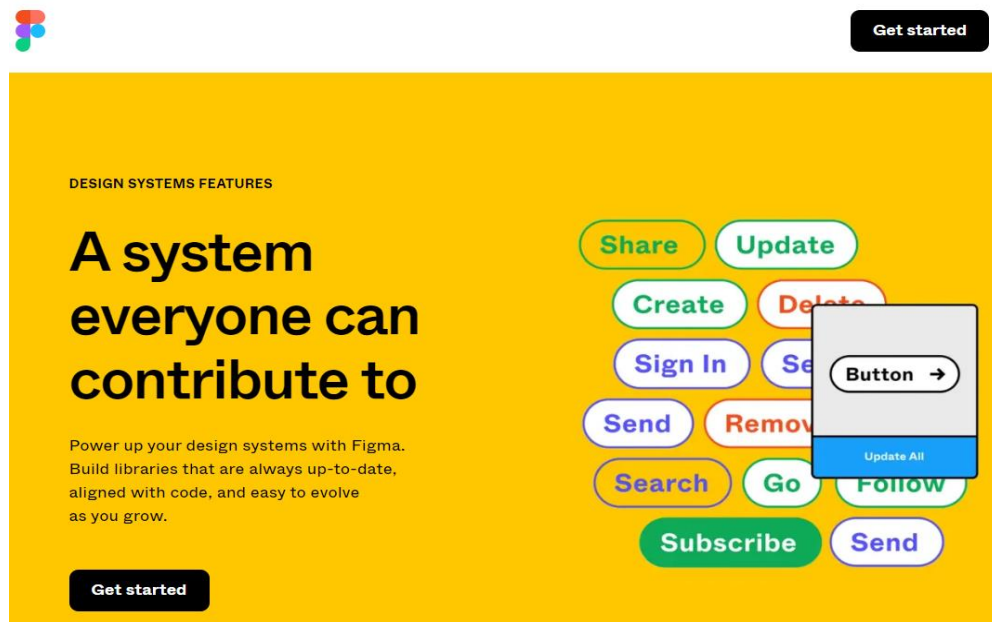 Get started
DESIGN SYSTEMS FEATURES
A system
everyone can
contribute to
Power up your design systems with Figma.
Build libraries that are always up-to-date,
aligned with code, and easy to evolve
as you grow.
Get started
Share Update
Create Delete
Sign In
Send
Search Go Follow
Subscribe Send
Button →
Update All